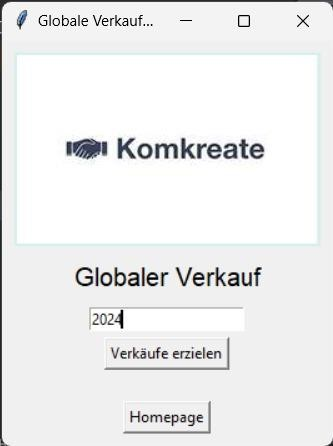 Globale Verkauf...
Komkreate
Globaler Verkauf
2024
Verkäufe erzielen
Homepage